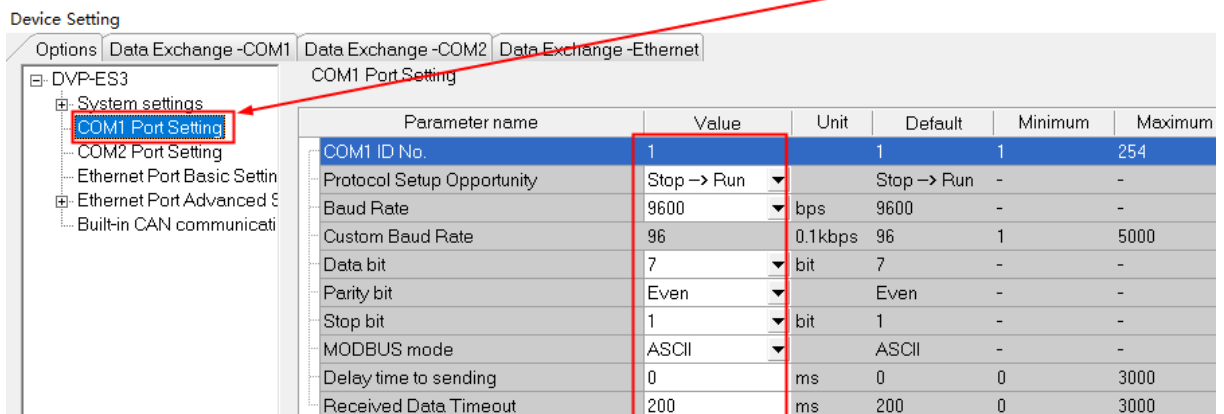 Device Setting
Options Data Exchange -COM1 Data Exchange -COM2 Data Exchange -Ethernet
DVP-ES3
System settings
COM1 Port Setting
COM2 Port Setting
Ethernet Port Basic Settin
Ethernet Port Advanced S
Built-in CAN communicati
COM1 Port Setting
Parameter name Value Unit Default Minimum Maximum
COM1 ID No. 1 1 1 254
Protocol Setup Opportunity Stop —> Run Stop —> Run - -
Baud Rate 9600 bps 9600 - -
Custom Baud Rate 96 0.1kbps 96 1 5000
Data bit 7 bit 7 - -
Parity bit Even Even - -
Stop bit 1 bit 1 - -
MODBUS mode ASCII ASCII - -
Delay time to sending 0 ms 0 0 3000
Received Data Timeout 200 ms 200 0 3000